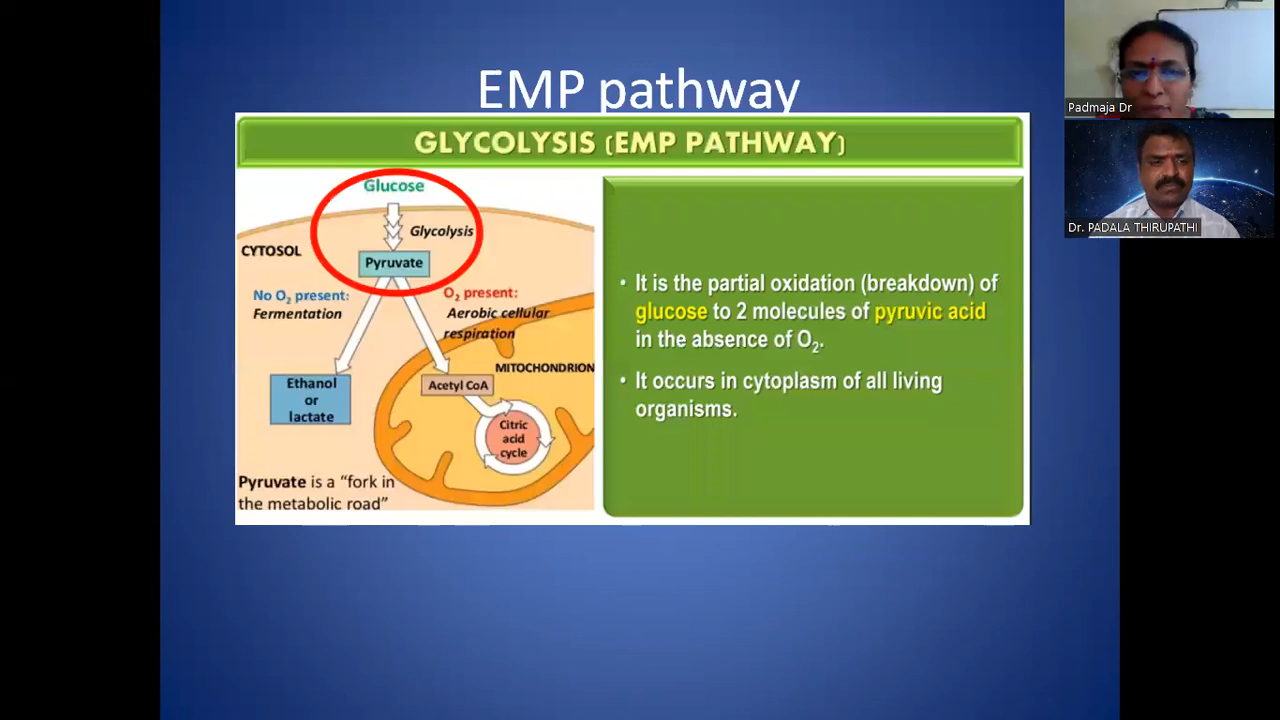 EMP pathway
GLYCOLYSIS (EMP PATHWAY)
Glucose
Glycolysis
CYTOSOL
Pyruvate
No O₂ present:
Fermentation
O₂ present:
Aerobic cellular
respiration
MITOCHONDRION
Ethanol
or
lactate
Acetyl CoA
Citric
acid
cycle
Pyruvate is a “fork in
the metabolic road”
• It is the partial oxidation (breakdown) of
glucose to 2 molecules of pyruvic acid
in the absence of O₂.
• It occurs in cytoplasm of all living
organisms.
Padmaja Dr
Dr. PADALA THIRUPATHI